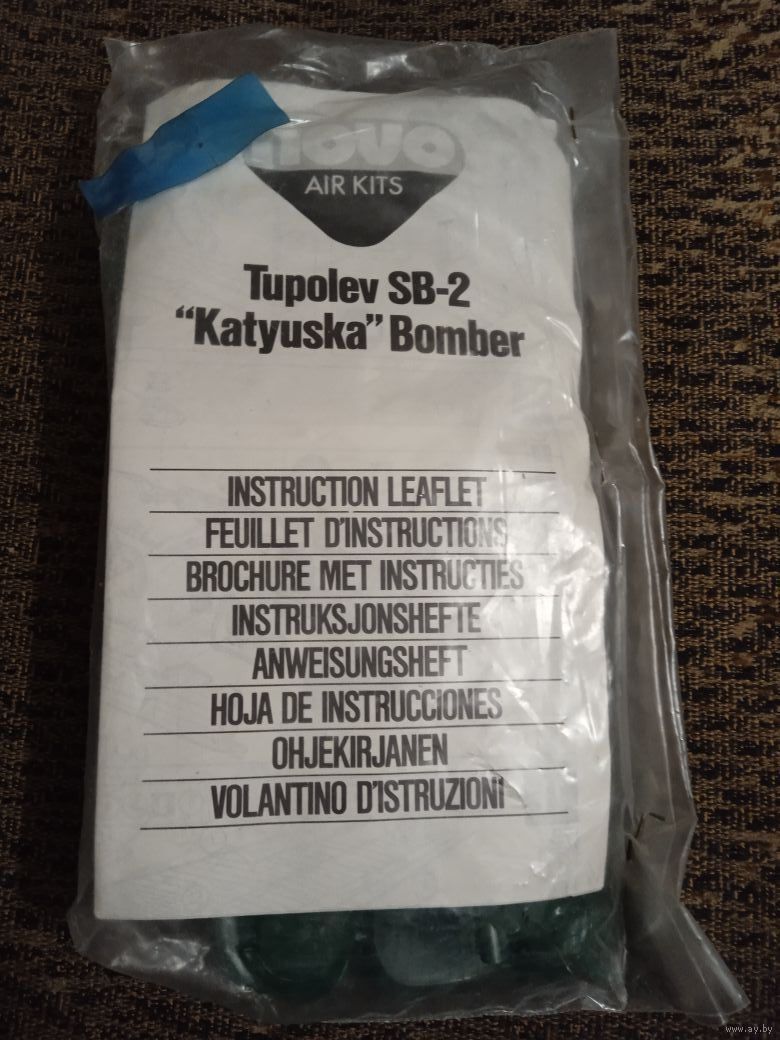 novo
AIR KITS
Tupolev SB-2
“Katyuska” Bomber
INSTRUCTION LEAFLET
FEUILLET D'INSTRUCTIONS
BROCHURE MET INSTRUCTIES
INSTRUKSJONSHEFTE
ANWEISUNGSHEFT
HOJA DE INSTRUCCIONES
OHJEKIRJANEN
VOLANTINO D'ISTRUZIONI
www.ay.by